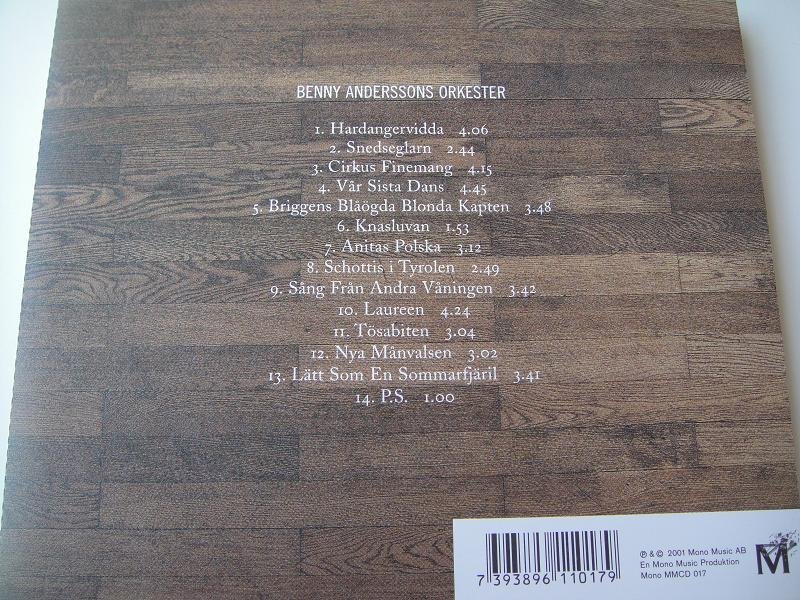 BENNY ANDERSSONS ORKESTER
1. Hardangervidda 4.06
2. Snedseglarn 2.44
3. Cirkus Finemang 4.15
4. Vår Sista Dans 4.45
5. Briggens Blåögda Blonda Kapten 3.48
6. Knasluvan 1.53
7. Anitas Polska 3.12
8. Schottis i Tyrolen 2.49
9. Sång Från Andra Våningen 3.42
10. Laureen 4.24
11. Tösabiten 3.04
12. Nya Månvalsen 3.02
13. Lätt Som En Sommarfjäril 3.41
14. P.S. 1.00
℗ & © 2001 Mono Music AB
En Mono Music Produktion
Mono MMCD 017
M
7 393896 110179